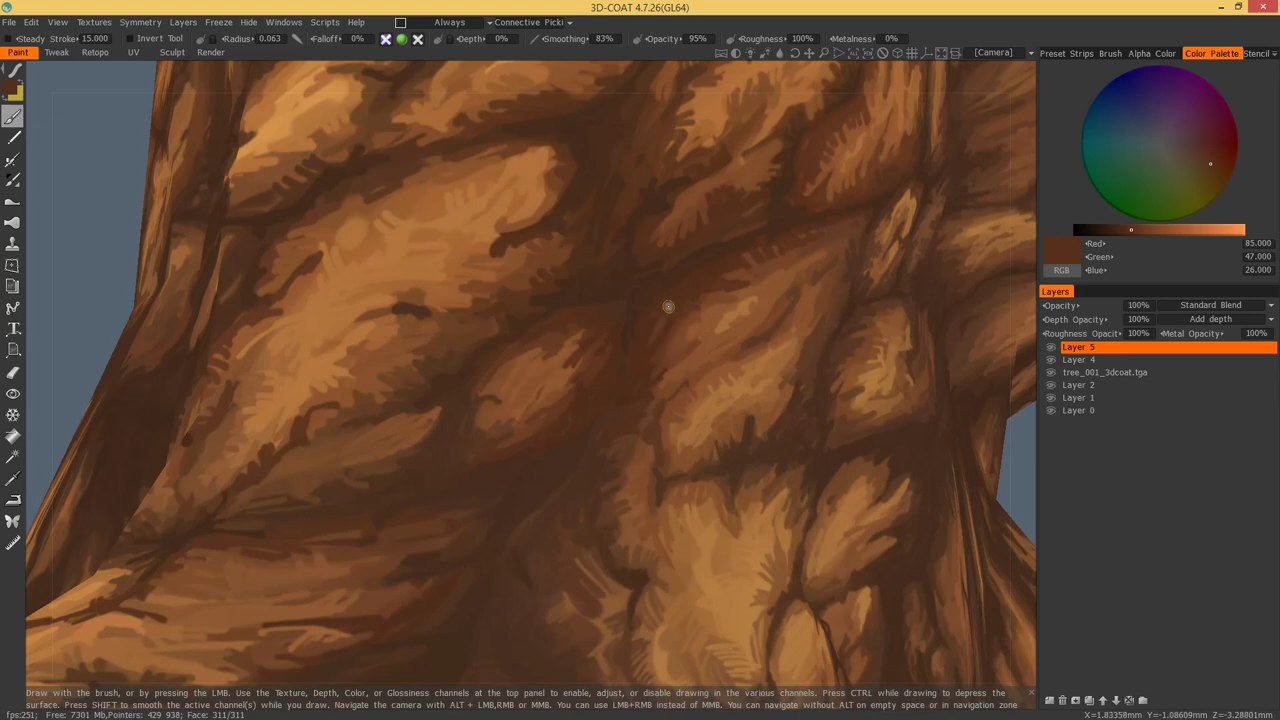 3D-COAT 4.7.26(GL64)
File Edit View Textures Symmetry Layers Freeze Hide Windows Scripts Help Always Connective Picki
Steady Stroke 15.000 Invert Tool Radius 0.063 Falloff 0% Depth 0% Smoothing 83% Opacity 95% Roughness 100% Metalness 0%
Paint Tweak Retopo UV Sculpt Render [Camera] Preset Strips Brush Alpha Color Color Palette Stencil
Red 85.000
Green 47.000
RGB Blue 26.000
Layers
Opacity 100% Standard Blend
Depth Opacity 100% Add depth
Roughness Opacit 100% Metal Opacity 100%
Layer 5
Layer 4
tree_001_3dcoat.tga
Layer 2
Layer 1
Layer 0
Draw with the brush, or by pressing the LMB. Use the Texture, Depth, Color, or Glossiness channels at the top panel to enable, adjust, or disable drawing in the various channels. Press CTRL while drawing to depress the
surface. Press SHIFT to smooth the active channel(s) while you draw. Navigate the camera with ALT + LMB,RMB or MMB. You can use LMB+RMB instead of MMB. You can navigate without ALT on empty space or in navigation zone
fps:251; Free: 7301 Mb,Pointers: 429 938; Face: 311/311 X=1.83358mm Y=-1.08609mm Z=-3.28801mm